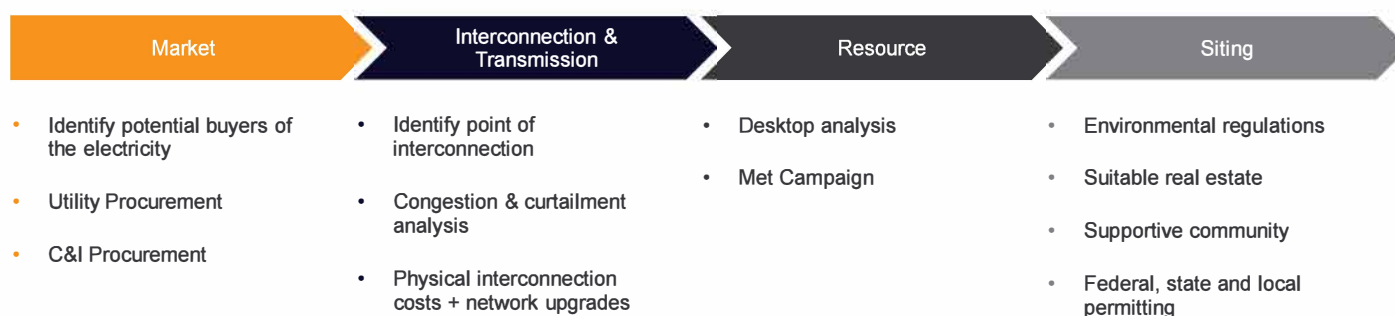 Market
Interconnection &
Transmission
Resource
Siting
• Identify potential buyers of
the electricity
• Utility Procurement
• C&I Procurement
• Identify point of
interconnection
• Congestion & curtailment
analysis
• Physical interconnection
costs + network upgrades
• Desktop analysis
• Met Campaign
• Environmental regulations
• Suitable real estate
• Supportive community
• Federal, state and local
permitting